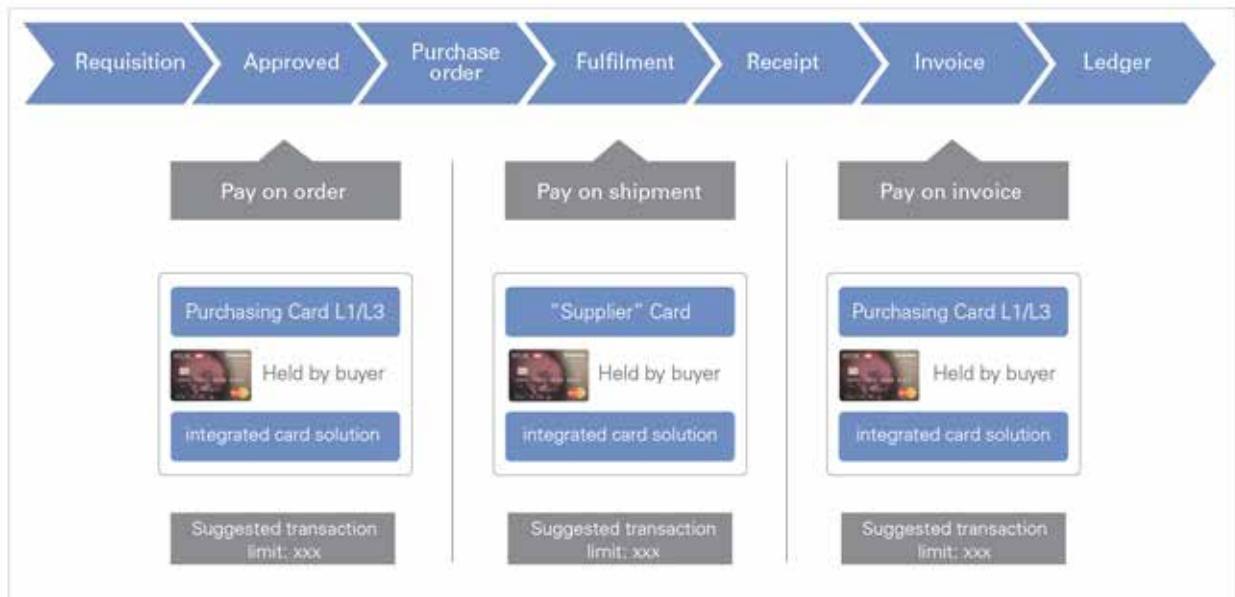 Requisition
Approved
Purchase
order
Fulfilment
Receipt
Invoice
Ledger
Pay on order
Pay on shipment
Pay on invoice
Purchasing Card L1/L3
Held by buyer
integrated card solution
Suggested transaction
limit: xxx
"Supplier" Card
Held by buyer
integrated card solution
Suggested transaction
limit: xxx
Purchasing Card L1/L3
Held by buyer
integrated card solution
Suggested transaction
limit: xxx